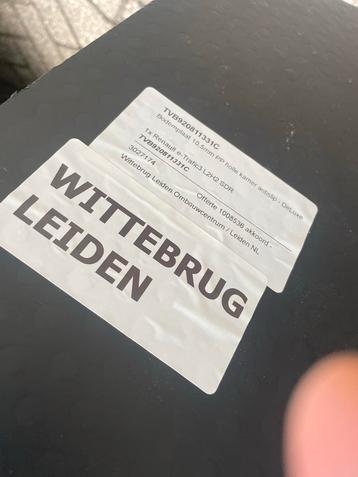 TVB920811331C
Bodemplaat 10,5mm PP holle kamer antislip - DeLuxe
1x Renault e-Trafic3 L2H2 SDR
TVB920811331C Offerte 1008536 akkoord -
3027174
Wittebrug Leiden Ombouwcentrum / Leiden NL
WITTEBRUG
LEIDEN